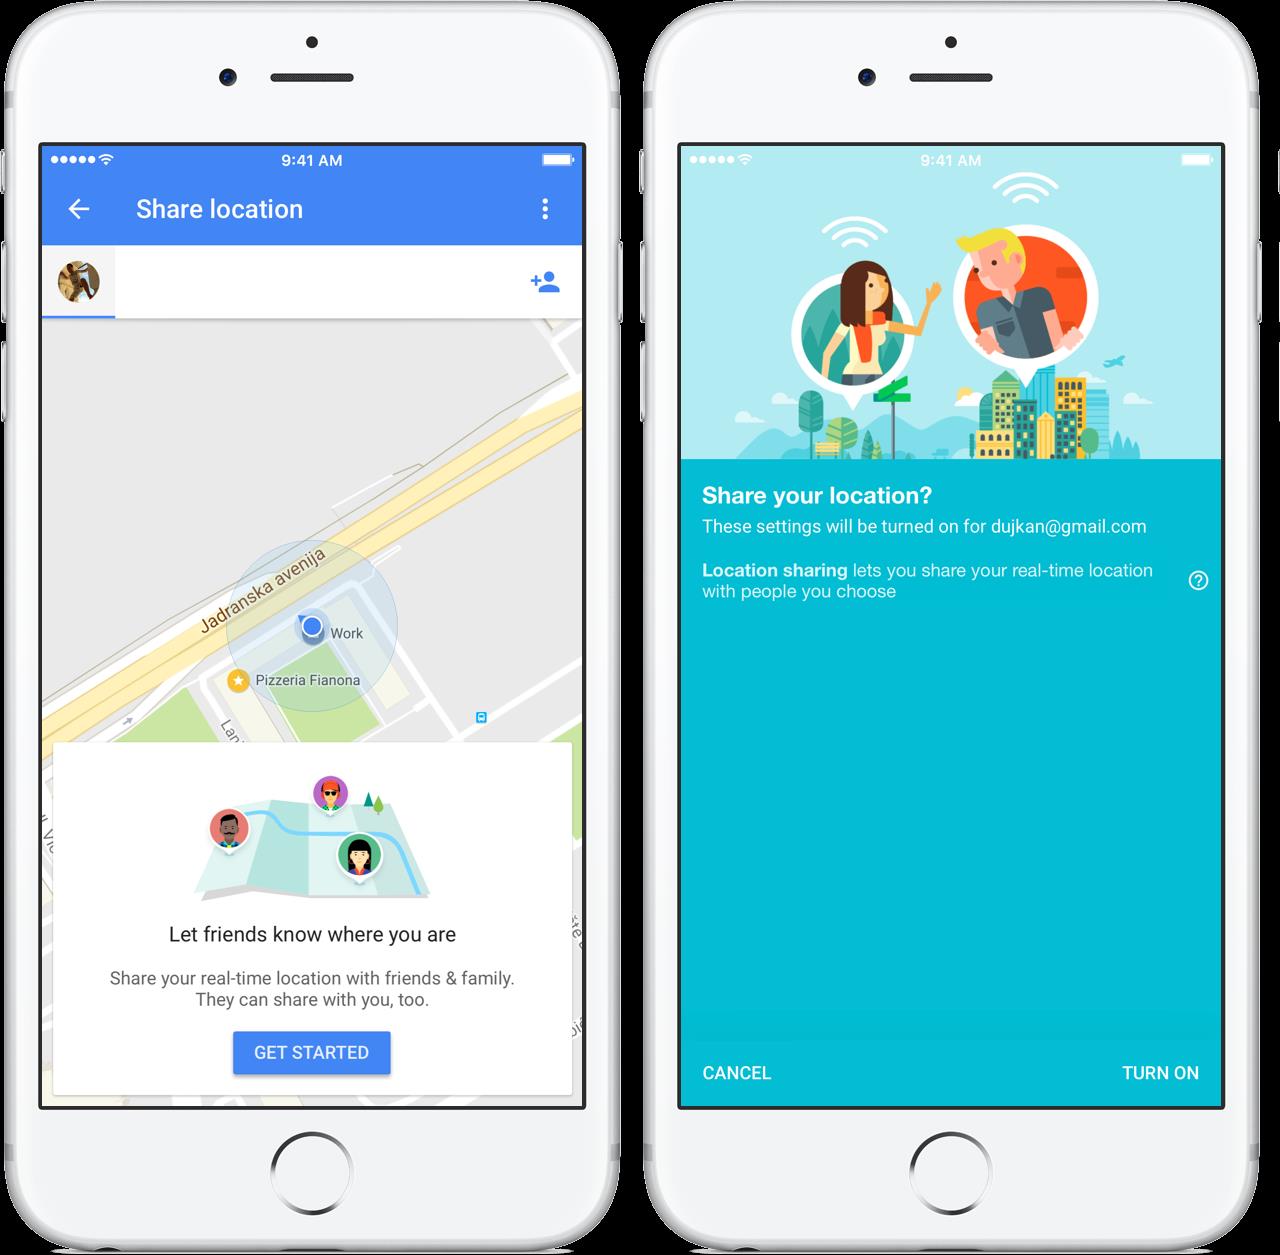 9:41 AM
Share location
Jadranska avenija
Work
Pizzeria Fianona
Let friends know where you are
Share your real-time location with friends & family.
They can share with you, too.
GET STARTED
9:41 AM
Share your location?
These settings will be turned on for dujkan@gmail.com
Location sharing lets you share your real-time location
with people you choose
CANCEL
TURN ON